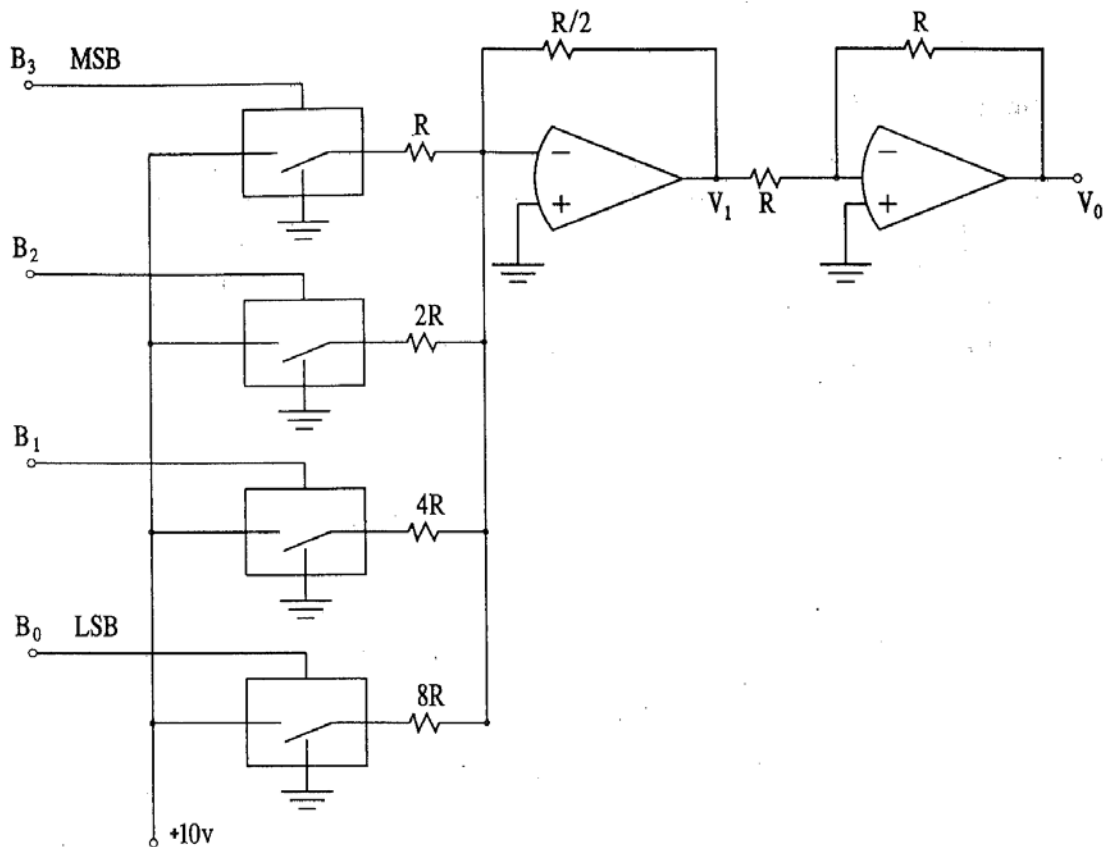 R/2
R
B₃ MSB
R
−
+
V₁
R
−
+
V₀
B₂
2R
B₁
4R
B₀ LSB
8R
+10v